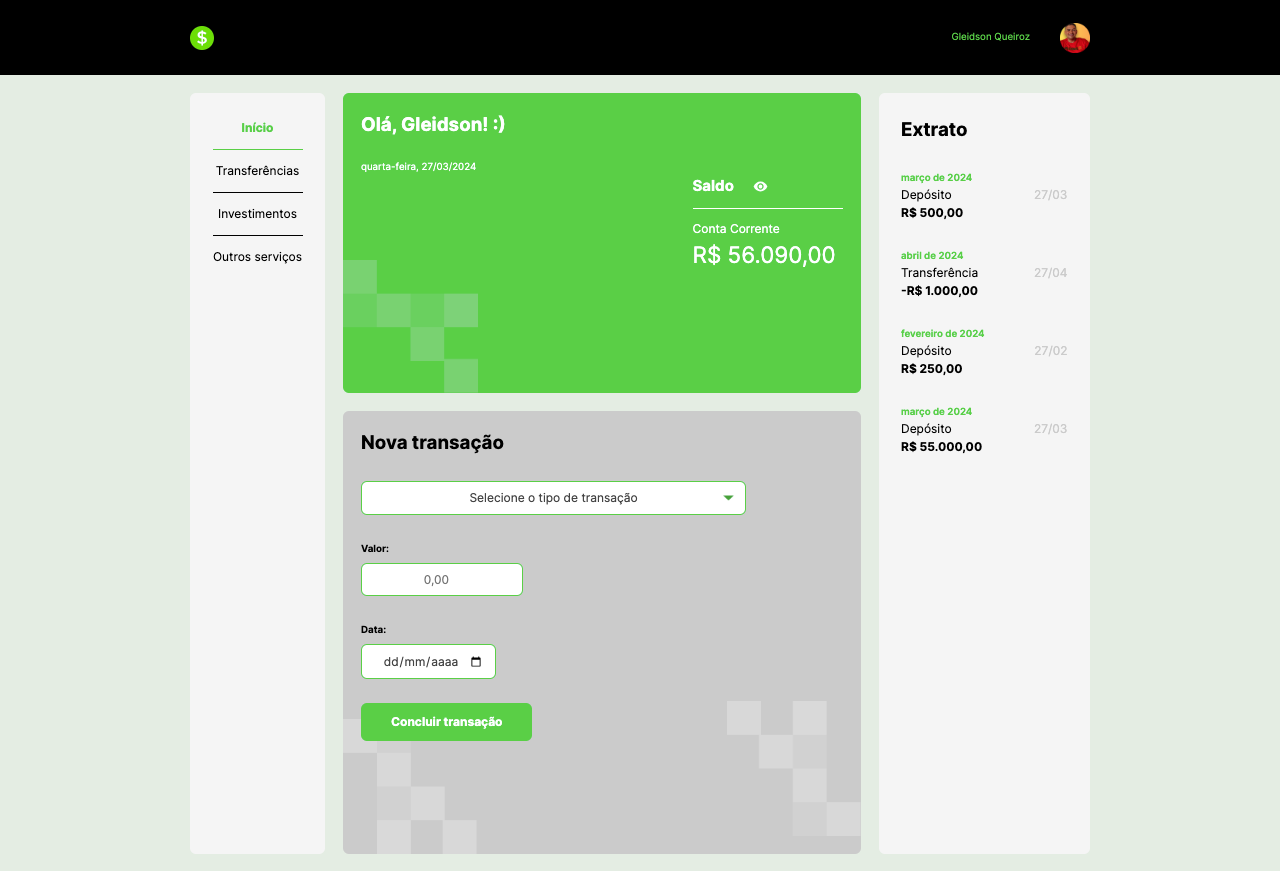 $
Gleidson Queiroz
Início
Transferências
Investimentos
Outros serviços
Olá, Gleidson! :)
quarta-feira, 27/03/2024
Saldo
Conta Corrente
R$ 56.090,00
Nova transação
Selecione o tipo de transação
Valor:
0,00
Data:
dd/mm/aaaa
Concluir transação
Extrato
março de 2024
Depósito 27/03
R$ 500,00
abril de 2024
Transferência 27/04
-R$ 1.000,00
fevereiro de 2024
Depósito 27/02
R$ 250,00
março de 2024
Depósito 27/03
R$ 55.000,00